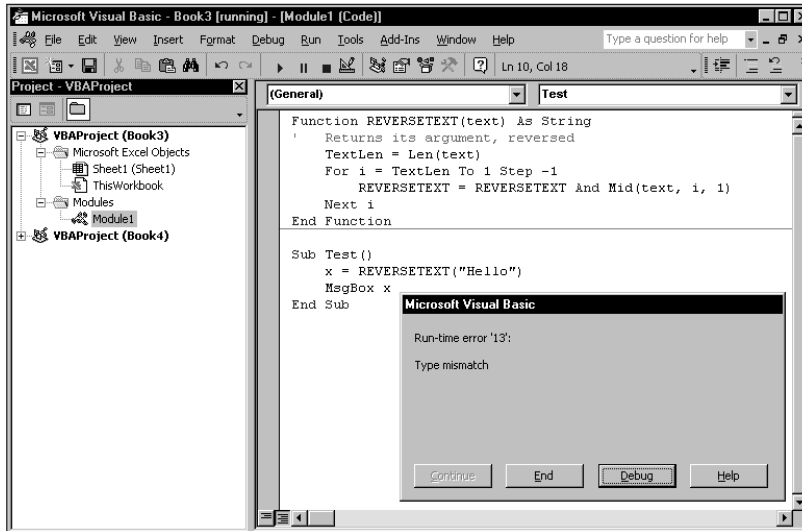 Microsoft Visual Basic - Book3 [running] - [Module1 (Code)]
File Edit View Insert Format Debug Run Tools Add-Ins Window Help Type a question for help
Ln 10, Col 18
Project - VBAProject
VBAProject (Book3)
Microsoft Excel Objects
Sheet1 (Sheet1)
ThisWorkbook
Modules
Module1
VBAProject (Book4)
(General) Test
Function REVERSETEXT(text) As String
' Returns its argument, reversed
TextLen = Len(text)
For i = TextLen To 1 Step -1
REVERSETEXT = REVERSETEXT And Mid(text, i, 1)
Next i
End Function
Sub Test()
x = REVERSETEXT("Hello")
MsgBox x
End Sub
Microsoft Visual Basic
Run-time error '13':
Type mismatch
Continue End Debug Help